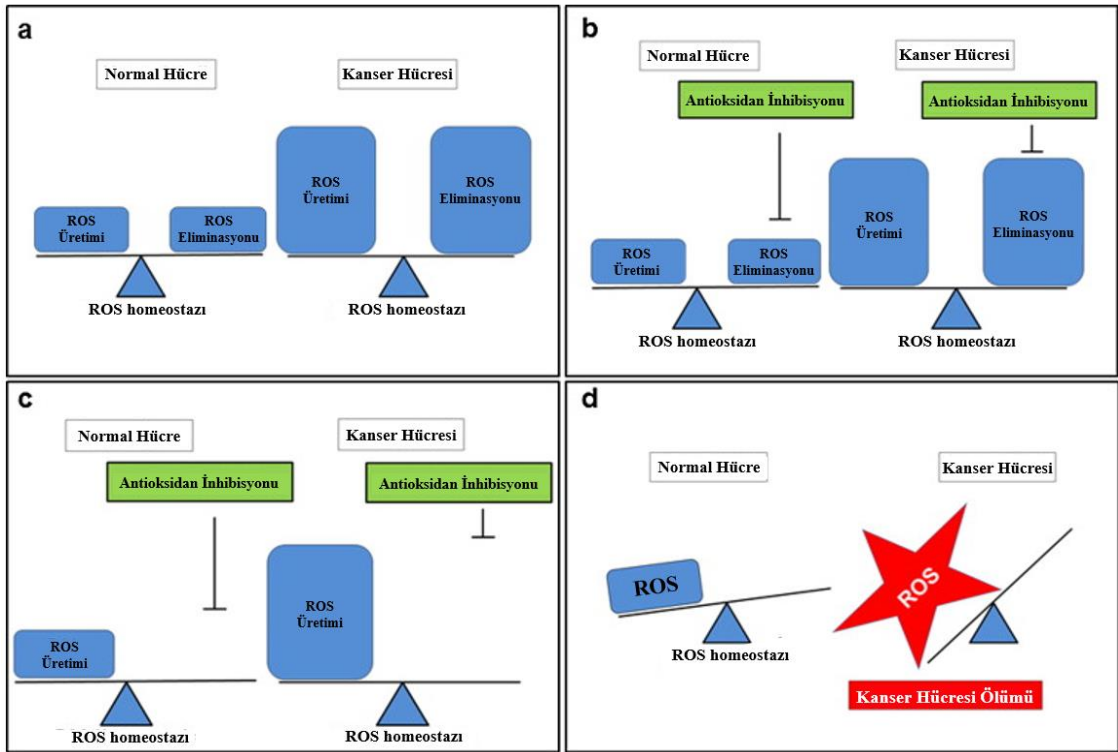 a
Normal Hücre
Kanser Hücresi
ROS
Üretimi
ROS
Eliminasyonu
ROS
Üretimi
ROS
Eliminasyonu
ROS homeostazı
ROS homeostazı
b
Normal Hücre
Kanser Hücresi
Antioksidan İnhibisyonu
Antioksidan İnhibisyonu
ROS
Üretimi
ROS
Eliminasyonu
ROS
Üretimi
ROS
Eliminasyonu
ROS homeostazı
ROS homeostazı
c
Normal Hücre
Kanser Hücresi
Antioksidan İnhibisyonu
Antioksidan İnhibisyonu
ROS
Üretimi
ROS
Üretimi
ROS homeostazı
ROS homeostazı
d
Normal Hücre
Kanser Hücresi
ROS
ROS
ROS homeostazı
Kanser Hücresi Ölümü